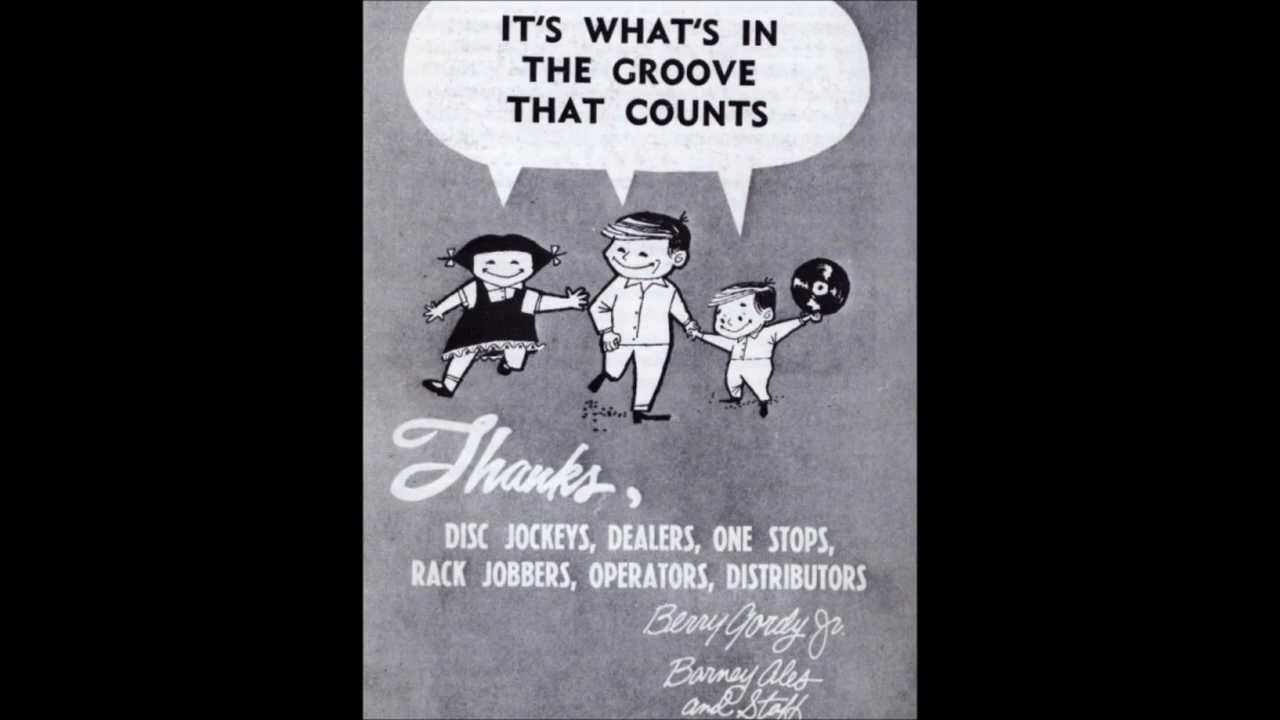 IT'S WHAT'S IN
THE GROOVE
THAT COUNTS
Thanks,
DISC JOCKEYS, DEALERS, ONE STOPS,
RACK JOBBERS, OPERATORS, DISTRIBUTORS
Berry Gordy Jr.
Barney Ales
and Staff